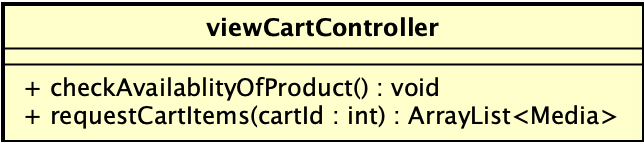 viewCartController
+ checkAvailablityOfProduct() : void
+ requestCartItems(cartId : int) : ArrayList<Media>